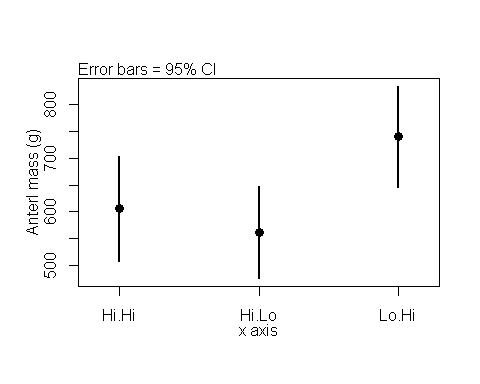 Error bars = 95% CI
Anterl mass (g)
800
700
600
500
Hi.Hi Hi.Lo Lo.Hi
x axis